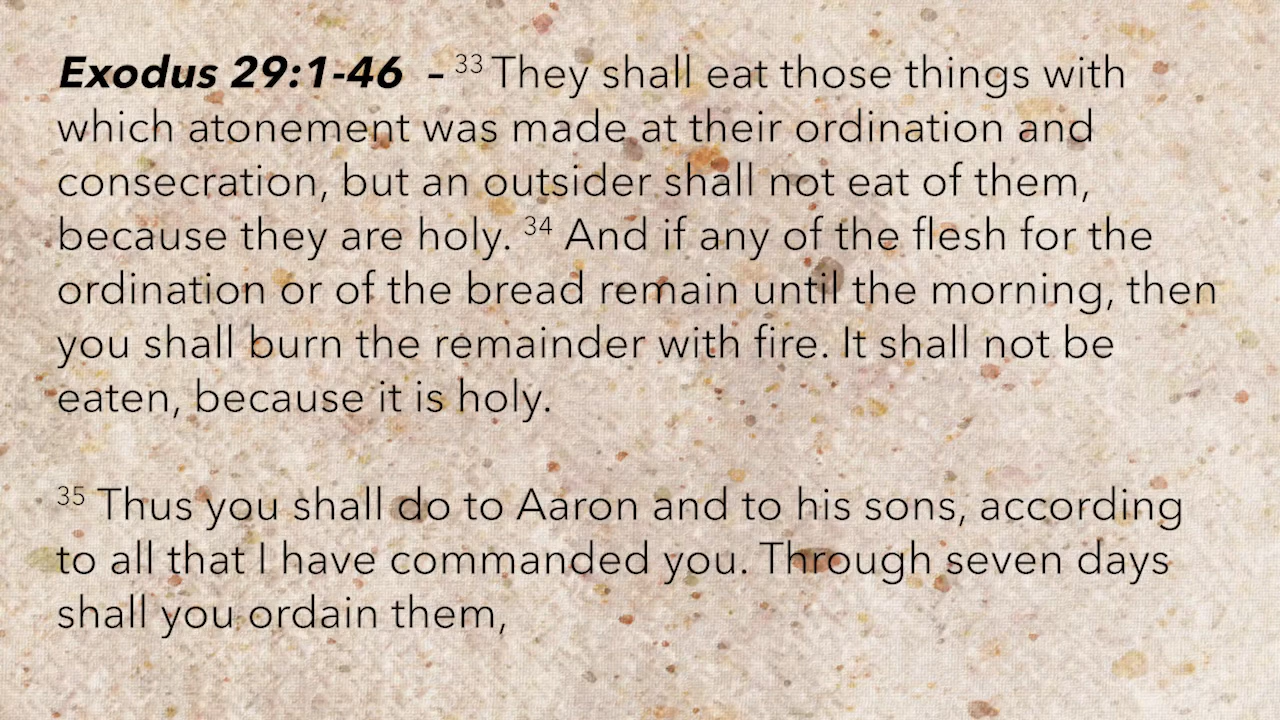 Exodus 29:1-46 – 33 They shall eat those things with
which atonement was made at their ordination and
consecration, but an outsider shall not eat of them,
because they are holy. 34 And if any of the flesh for the
ordination or of the bread remain until the morning, then
you shall burn the remainder with fire. It shall not be
eaten, because it is holy.
35 Thus you shall do to Aaron and to his sons, according
to all that I have commanded you. Through seven days
shall you ordain them,